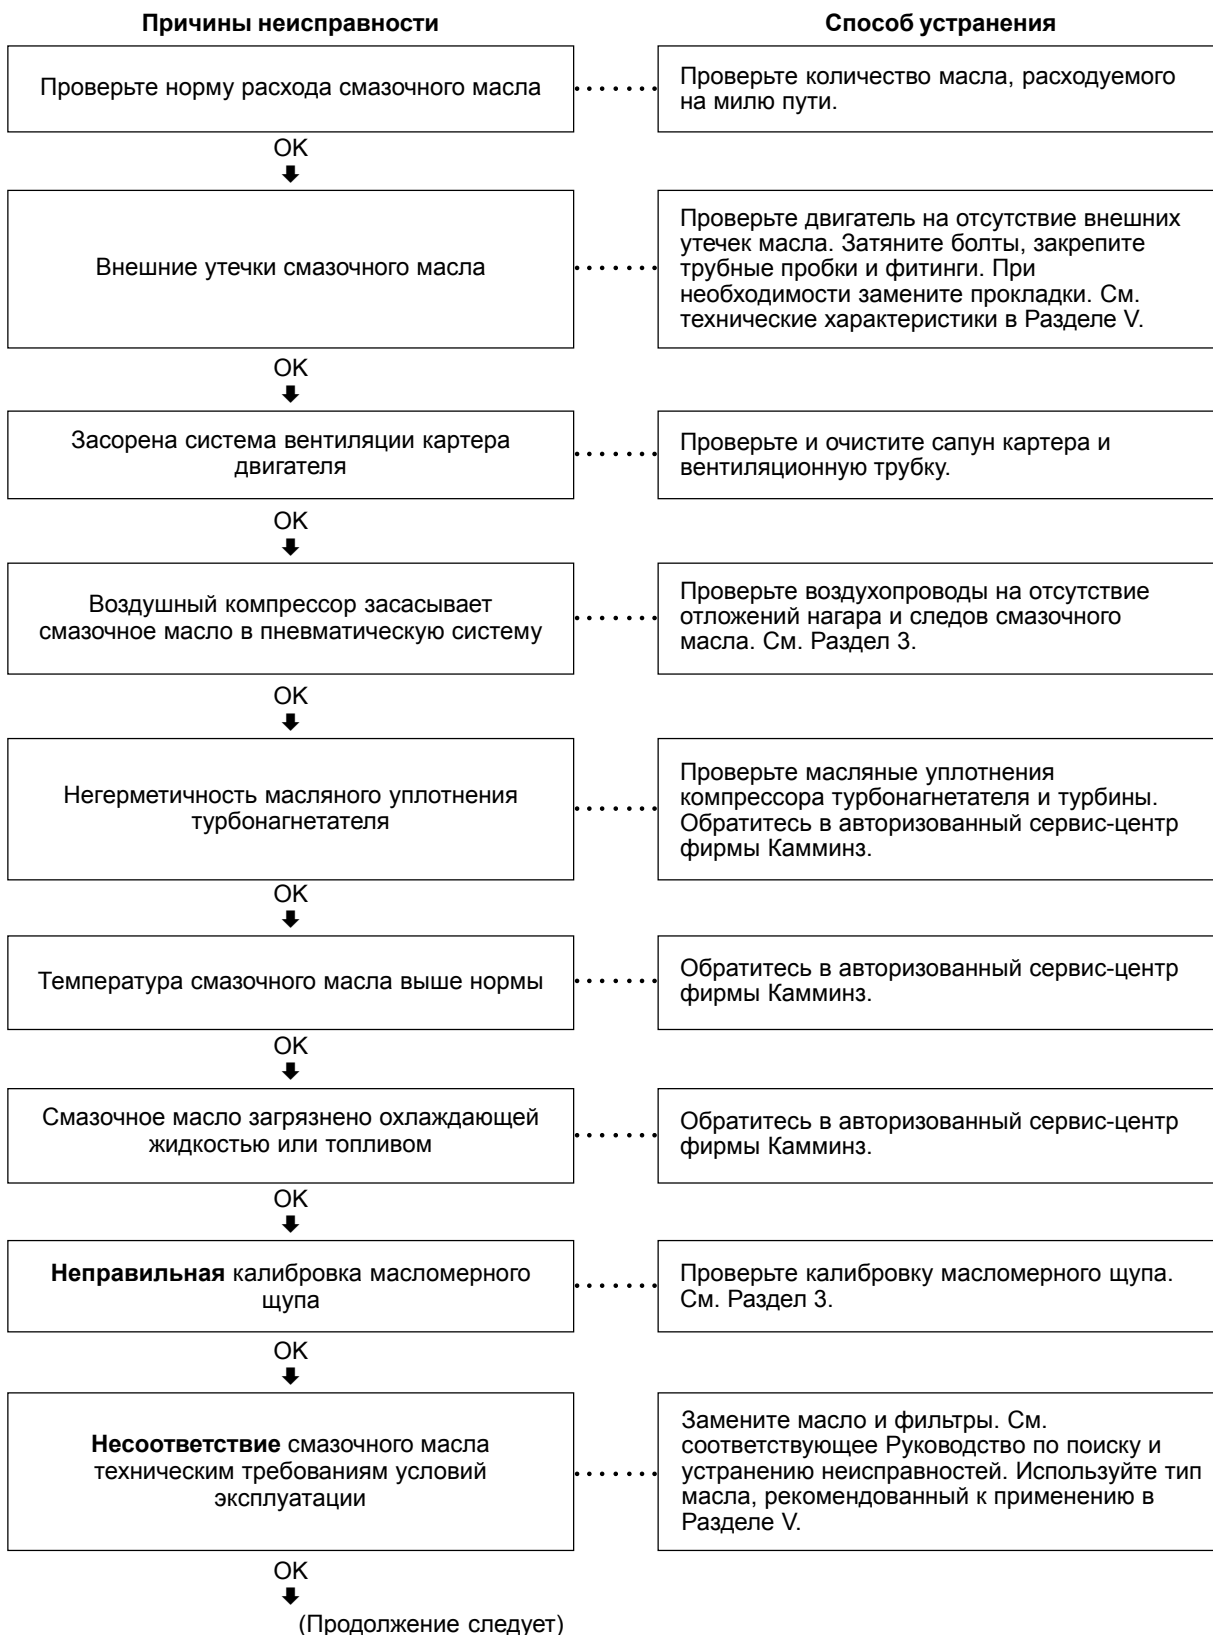 Причины неисправности
Способ устранения
Проверьте норму расхода смазочного масла
Проверьте количество масла, расходуемого
на милю пути.
OK
Внешние утечки смазочного масла
Проверьте двигатель на отсутствие внешних
утечек масла. Затяните болты, закрепите
трубные пробки и фитинги. При
необходимости замените прокладки. См.
технические характеристики в Разделе V.
OK
Засорена система вентиляции картера
двигателя
Проверьте и очистите сапун картера и
вентиляционную трубку.
OK
Воздушный компрессор засасывает
смазочное масло в пневматическую систему
Проверьте воздухопроводы на отсутствие
отложений нагара и следов смазочного
масла. См. Раздел 3.
OK
Негерметичность масляного уплотнения
турбонагнетателя
Проверьте масляные уплотнения
компрессора турбонагнетателя и турбины.
Обратитесь в авторизованный сервис-центр
фирмы Камминз.
OK
Температура смазочного масла выше нормы
Обратитесь в авторизованный сервис-центр
фирмы Камминз.
OK
Смазочное масло загрязнено охлаждающей
жидкостью или топливом
Обратитесь в авторизованный сервис-центр
фирмы Камминз.
OK
Неправильная калибровка масломерного
щупа
Проверьте калибровку масломерного щупа.
См. Раздел 3.
OK
Несоответствие смазочного масла
техническим требованиям условий
эксплуатации
Замените масло и фильтры. См.
соответствующее Руководство по поиску и
устранению неисправностей. Используйте тип
масла, рекомендованный к применению в
Разделе V.
OK
(Продолжение следует)